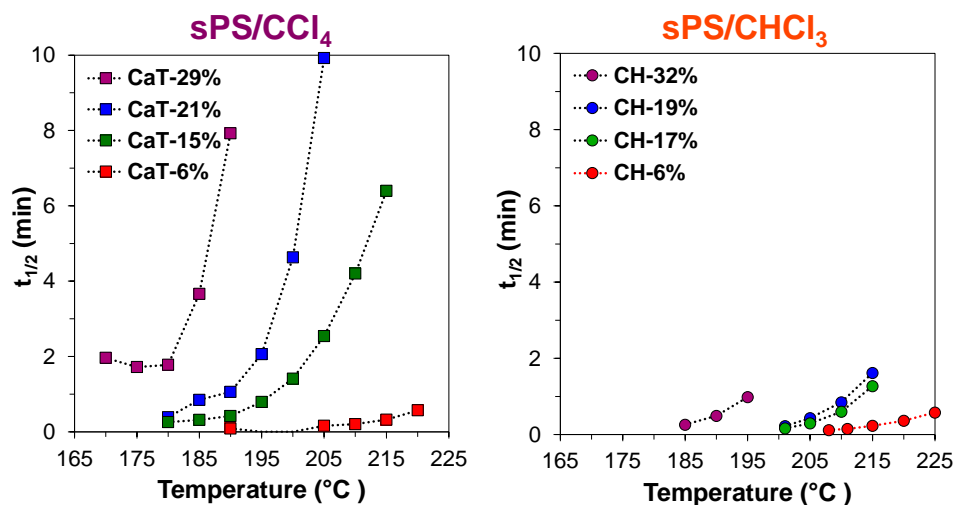 sPS/CCl4
10
8
6
4
2
0
t1/2 (min)
CaT-29%
CaT-21%
CaT-15%
CaT-6%
165 175 185 195 205 215 225
Temperature (°C )
sPS/CHCl3
10
8
6
4
2
0
t1/2 (min)
CH-32%
CH-19%
CH-17%
CH-6%
165 175 185 195 205 215 225
Temperature (°C )